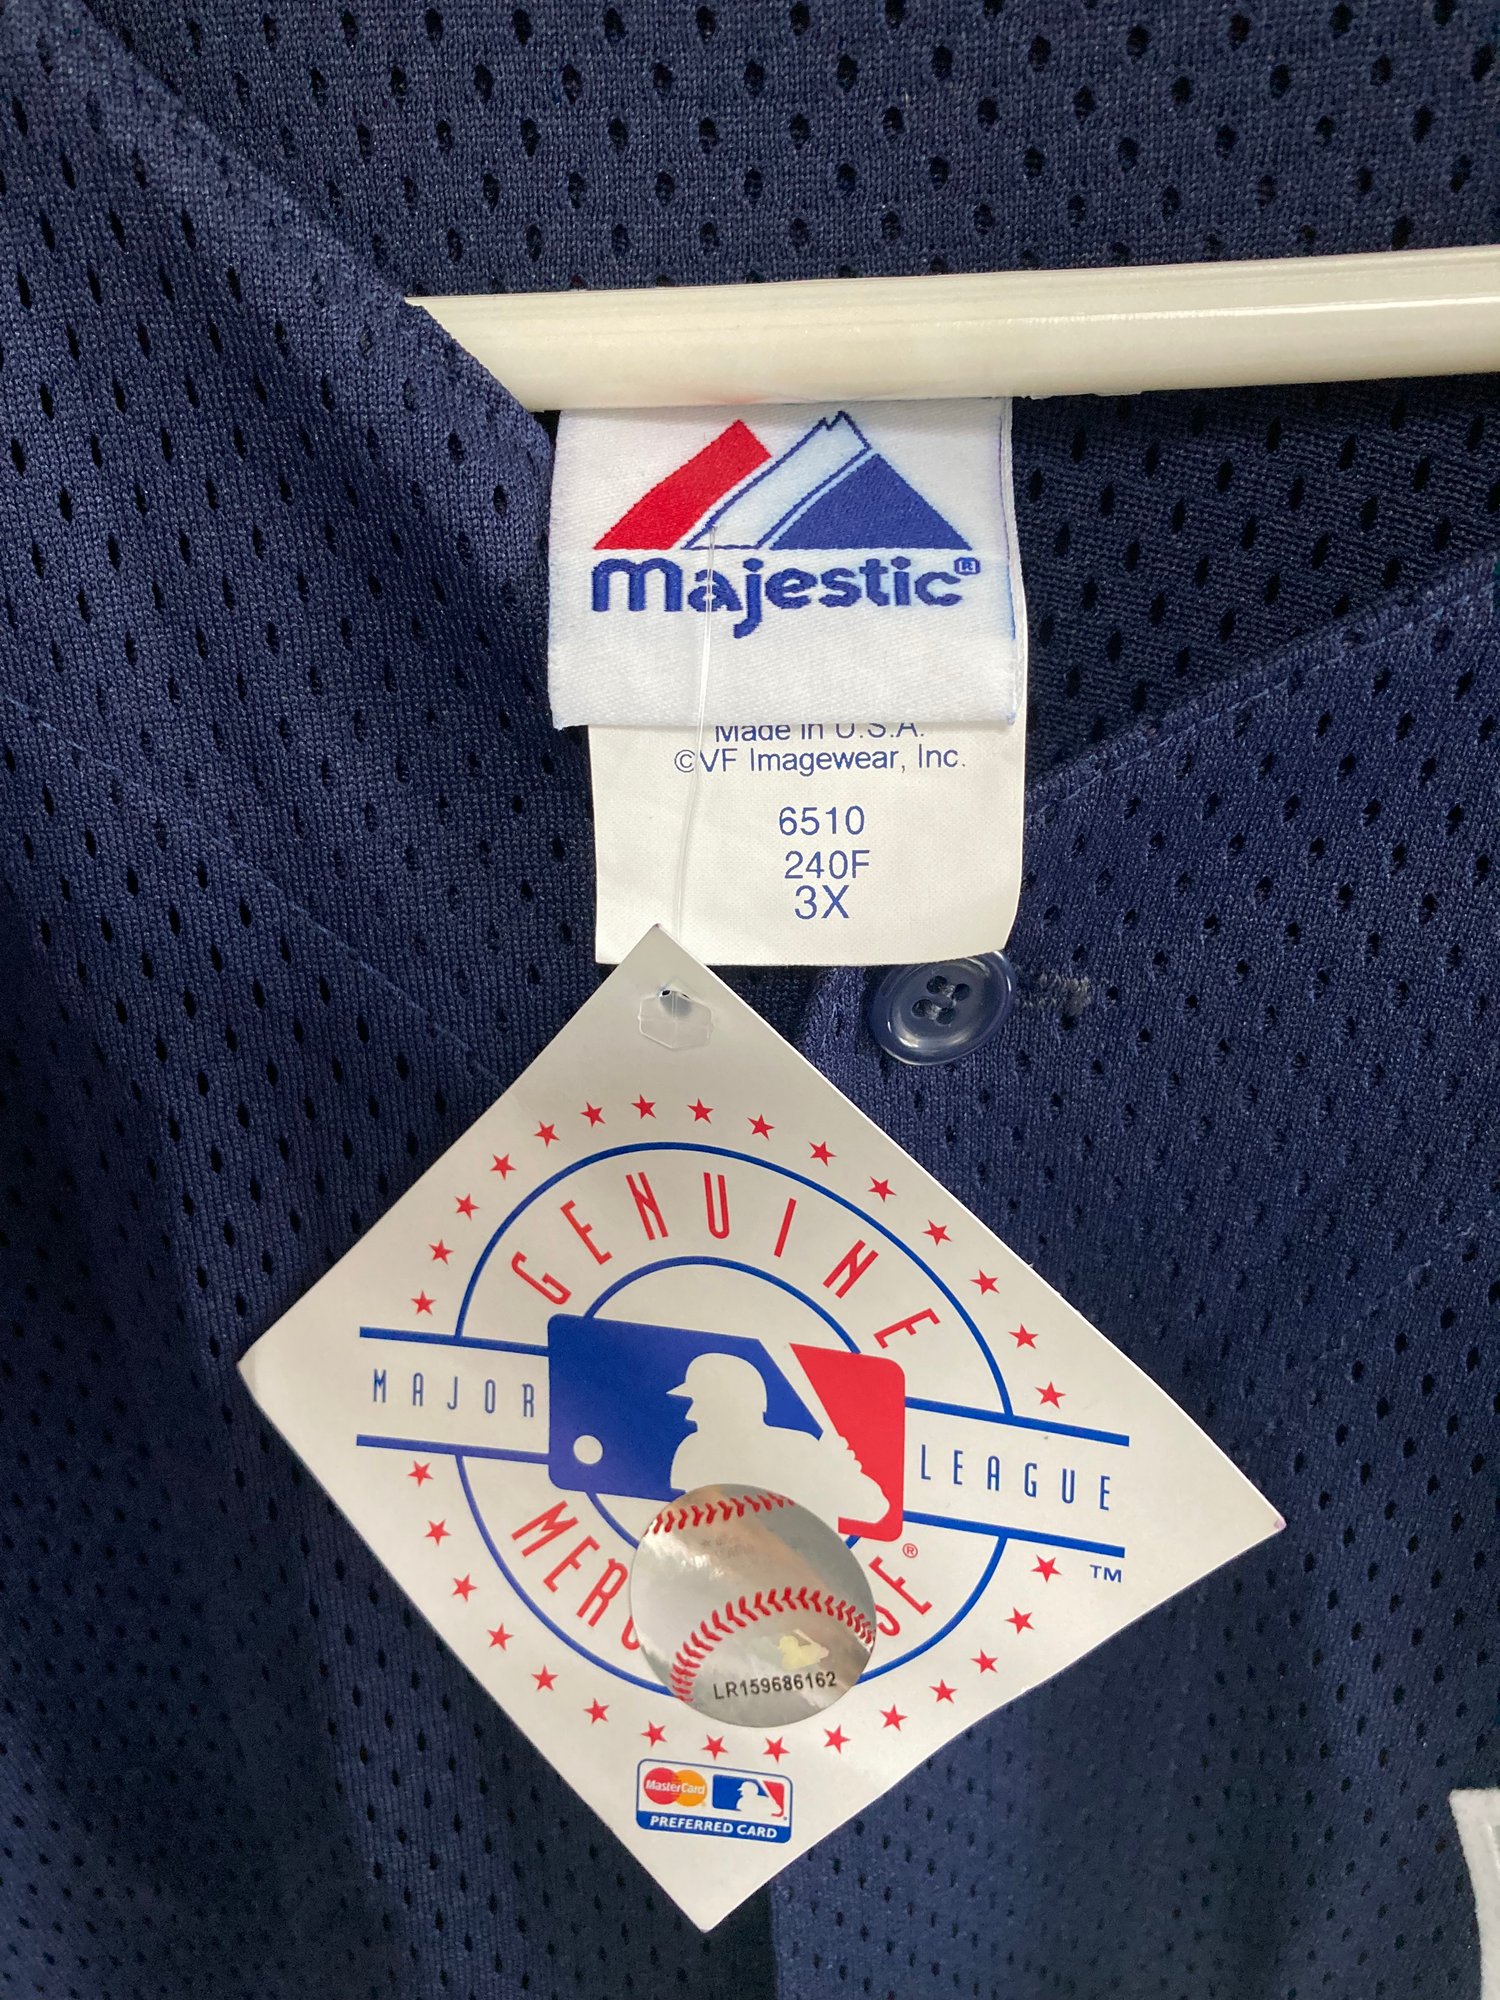 Majestic®
Made in U.S.A.
©VF Imagewear, Inc.
6510
240F
3X
GENUINE
MAJOR LEAGUE
®
TM
LR159686162
MasterCard
PREFERRED CARD